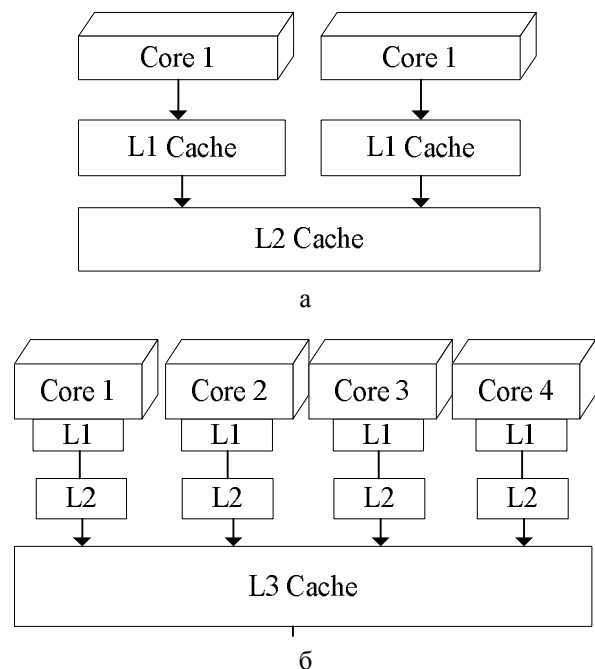 Core 1 Core 1
L1 Cache L1 Cache
L2 Cache
а
Core 1 Core 2 Core 3 Core 4
L1 L1 L1 L1
L2 L2 L2 L2
L3 Cache
б